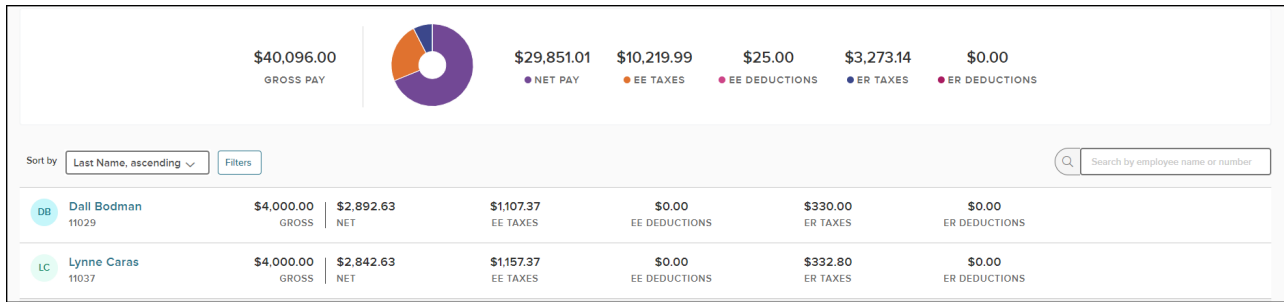 $40,096.00 $29,851.01 $10,219.99 $25.00 $3,273.14 $0.00
GROSS PAY NET PAY EE TAXES EE DEDUCTIONS ER TAXES ER DEDUCTIONS
Sort by Last Name, ascending Filters Search by employee name or number
DB Dall Bodman $4,000.00 $2,892.63 $1,107.37 $0.00 $330.00 $0.00
11029 GROSS NET EE TAXES EE DEDUCTIONS ER TAXES ER DEDUCTIONS
LC Lynne Caras $4,000.00 $2,842.63 $1,157.37 $0.00 $332.80 $0.00
11037 GROSS NET EE TAXES EE DEDUCTIONS ER TAXES ER DEDUCTIONS